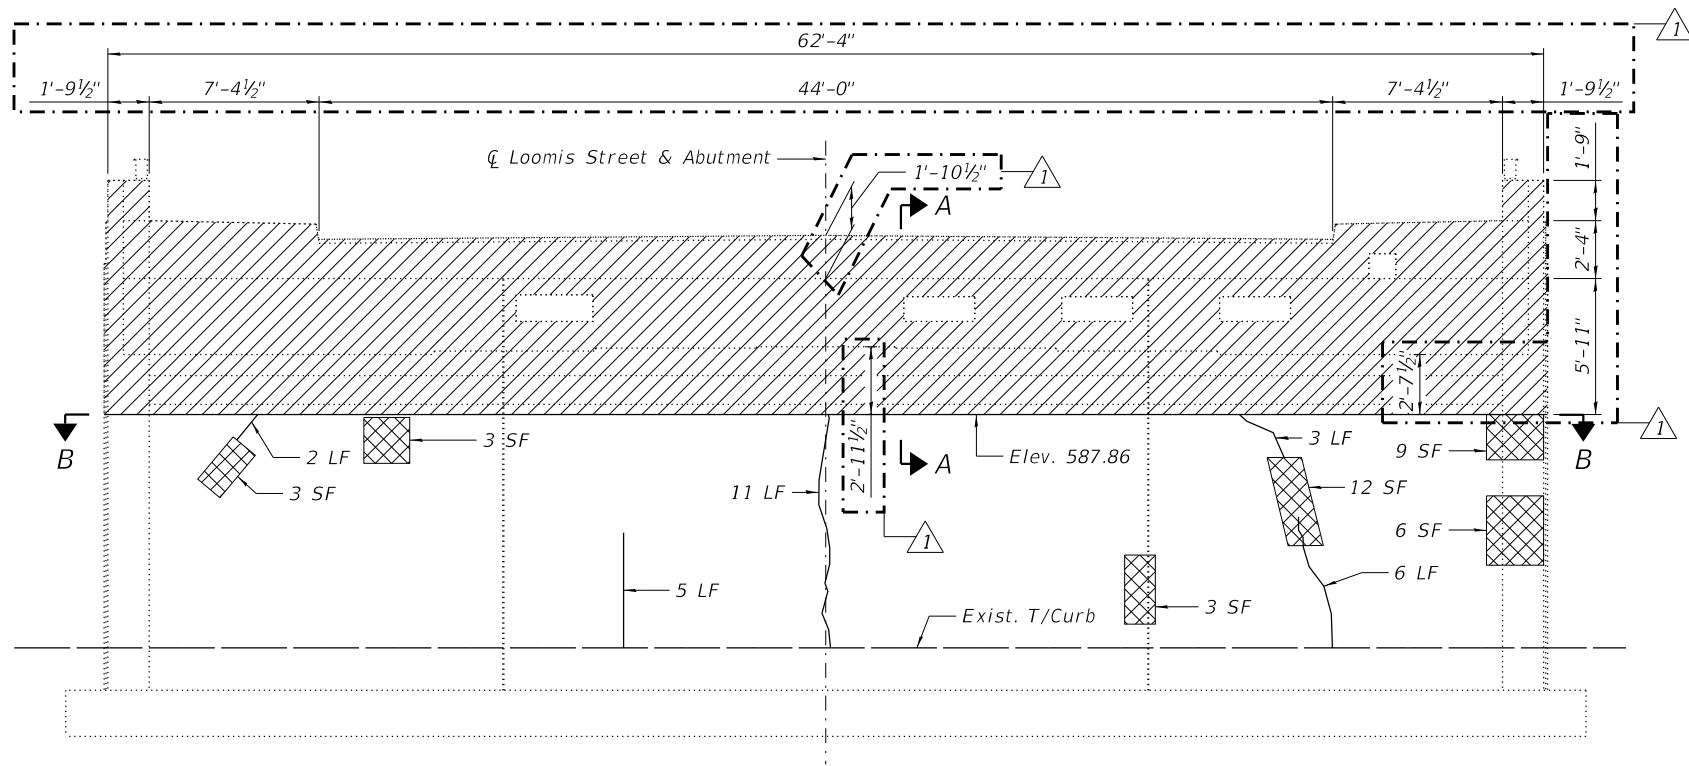 1
62'-4"
1'-9½"
7'-4½"
44'-0"
7'-4½"
1'-9½"
℄ Loomis Street & Abutment
1'-10½"
1
A
1'-9"
2'-4"
5'-11"
2'-7½"
2'-11½"
1
B
2 LF
3 SF
3 SF
11 LF
A
Elev. 587.86
3 LF
12 SF
9 SF
B
6 SF
1
5 LF
3 SF
6 LF
Exist. T/Curb